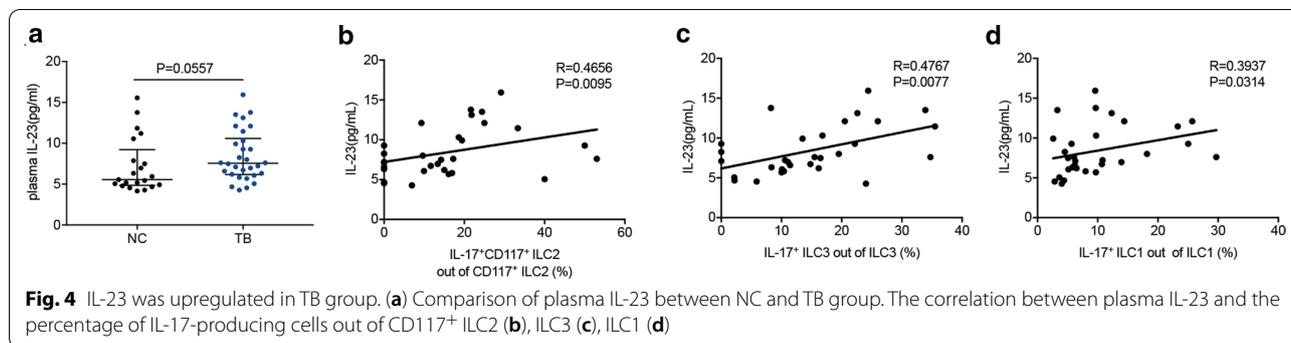 a
b
c
d
P=0.0557
plasma IL-23(pg/ml)
20
15
10
5
0
NC
TB
R=0.4656
P=0.0095
IL-23(pg/mL)
20
15
10
5
0
0
20
40
60
IL-17⁺CD117⁺ ILC2
out of CD117⁺ ILC2 (%)
R=0.4767
P=0.0077
IL-23(pg/mL)
20
15
10
5
0
0
10
20
30
40
IL-17⁺ ILC3 out of ILC3 (%)
R=0.3937
P=0.0314
IL-23(pg/mL)
20
15
10
5
0
0
10
20
30
40
IL-17⁺ ILC1 out of ILC1 (%)
Fig. 4 IL-23 was upregulated in TB group. (a) Comparison of plasma IL-23 between NC and TB group. The correlation between plasma IL-23 and the
percentage of IL-17-producing cells out of CD117⁺ ILC2 (b), ILC3 (c), ILC1 (d)